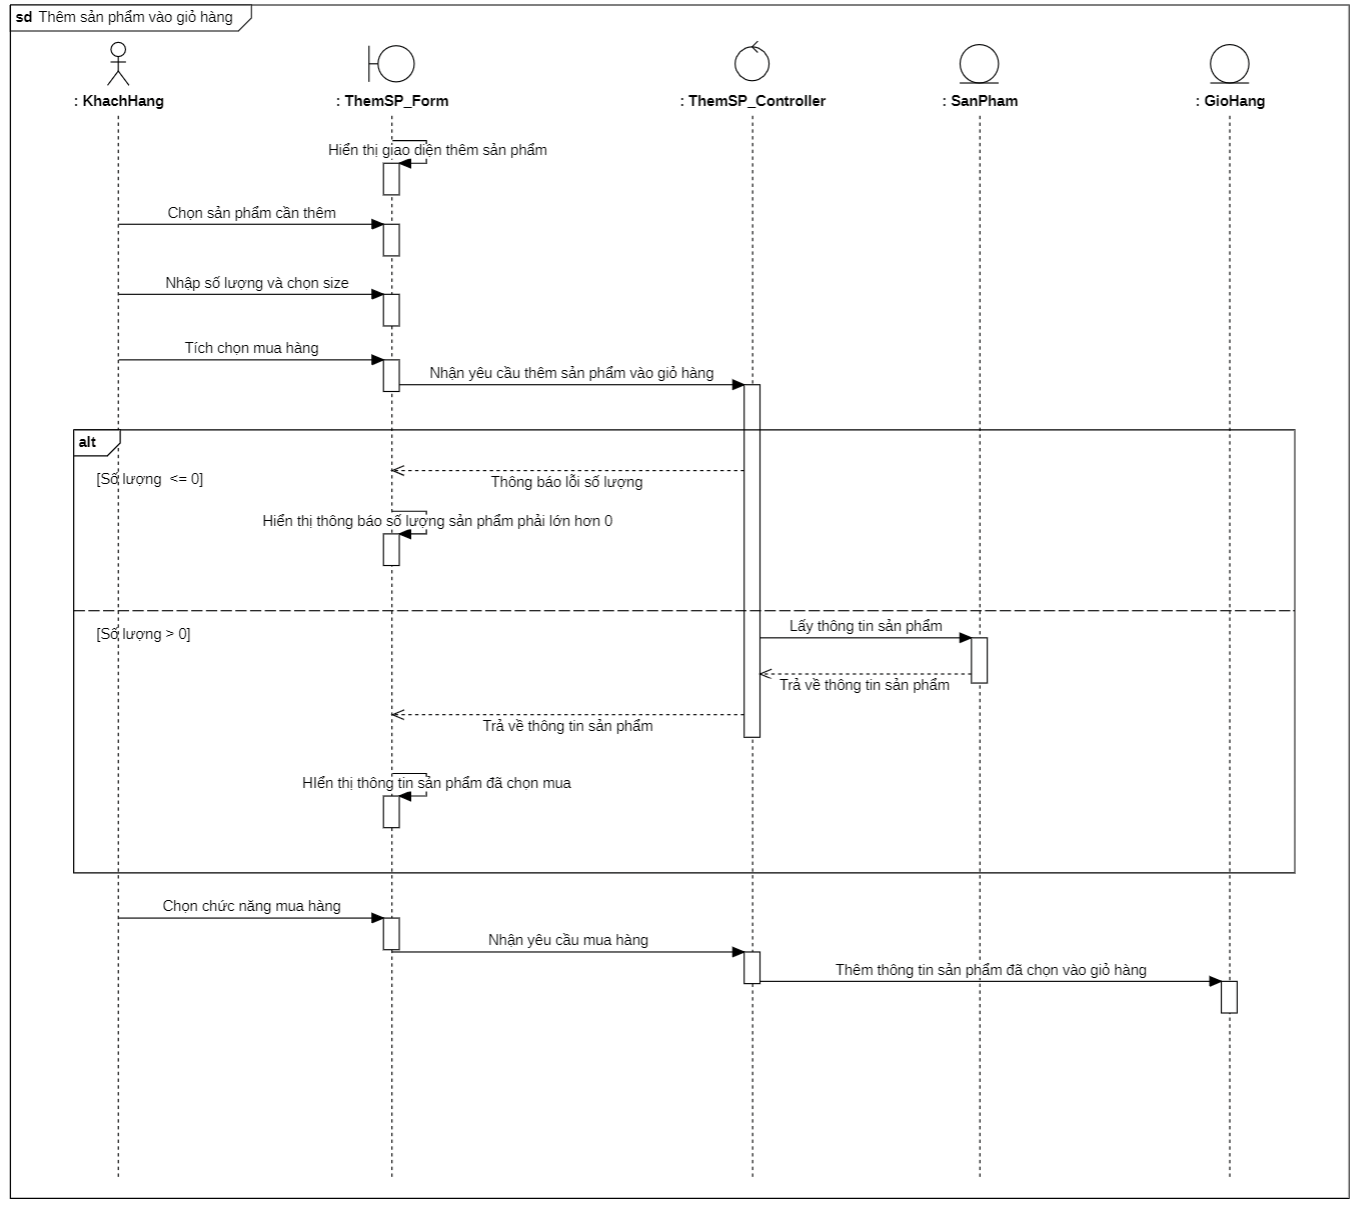 sd Thêm sản phẩm vào giỏ hàng
: KhachHang
: ThemSP_Form
: ThemSP_Controller
: SanPham
: GioHang
Hiển thị giao diện thêm sản phẩm
Chọn sản phẩm cần thêm
Nhập số lượng và chọn size
Tích chọn mua hàng
Nhận yêu cầu thêm sản phẩm vào giỏ hàng
alt
[Số lượng <= 0]
Thông báo lỗi số lượng
Hiển thị thông báo số lượng sản phẩm phải lớn hơn 0
[Số lượng > 0]
Lấy thông tin sản phẩm
Trả về thông tin sản phẩm
Trả về thông tin sản phẩm
HIển thị thông tin sản phẩm đã chọn mua
Chọn chức năng mua hàng
Nhận yêu cầu mua hàng
Thêm thông tin sản phẩm đã chọn vào giỏ hàng